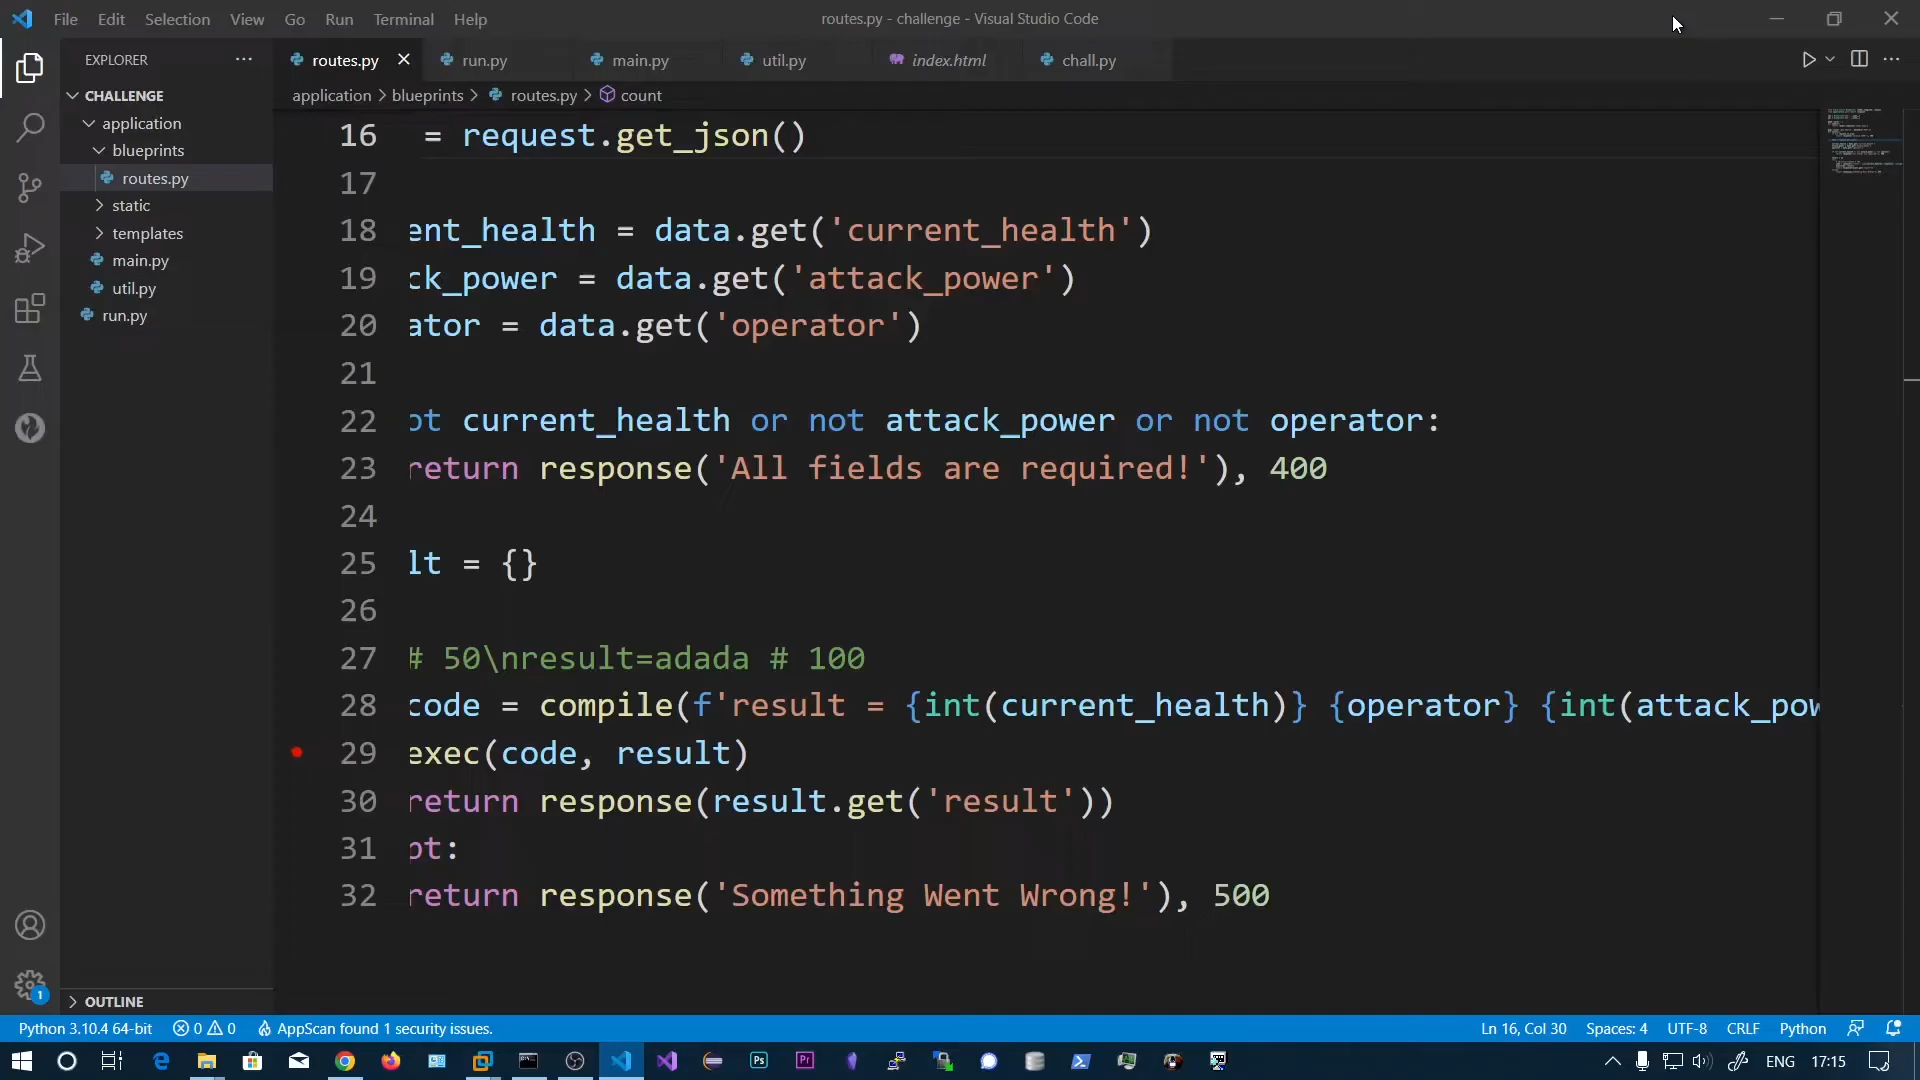 File Edit Selection View Go Run Terminal Help
routes.py - challenge - Visual Studio Code
EXPLORER
routes.py run.py main.py util.py index.html chall.py
CHALLENGE
application > blueprints > routes.py > count
application
blueprints
routes.py
static
templates
main.py
util.py
run.py
16 = request.get_json()
17
18 ent_health = data.get('current_health')
19 ck_power = data.get('attack_power')
20 ator = data.get('operator')
21
22 ot current_health or not attack_power or not operator:
23 return response('All fields are required!'), 400
24
25 lt = {}
26
27 # 50\nresult=adada # 100
28 code = compile(f'result = {int(current_health)} {operator} {int(attack_pow
29 exec(code, result)
30 return response(result.get('result'))
31 pt:
32 return response('Something Went Wrong!'), 500
1
OUTLINE
Python 3.10.4 64-bit 0 0 AppScan found 1 security issues.
Ln 16, Col 30 Spaces: 4 UTF-8 CRLF Python
Ps Pr
ENG 17:15